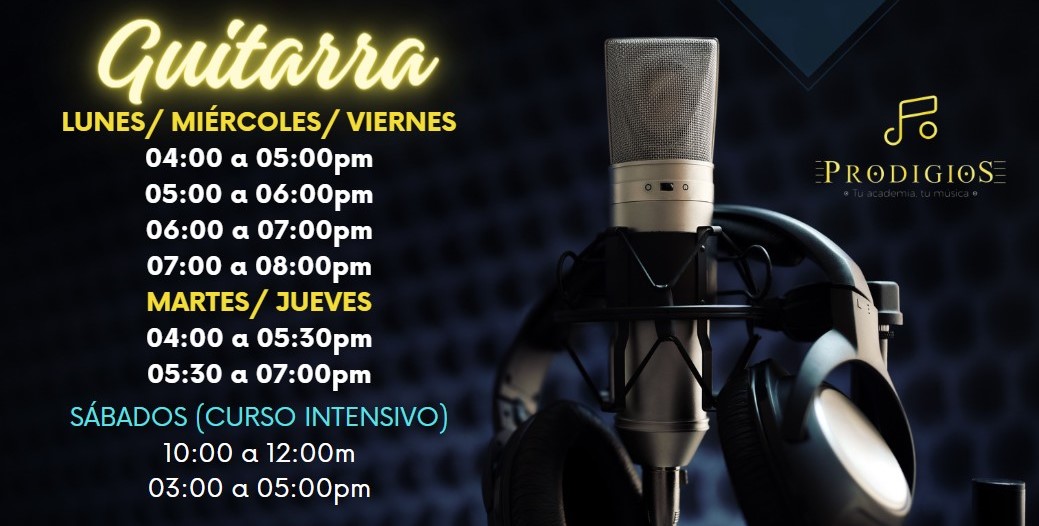 Guitarra
LUNES/ MIÉRCOLES/ VIERNES
04:00 a 05:00pm
05:00 a 06:00pm
06:00 a 07:00pm
07:00 a 08:00pm
MARTES/ JUEVES
04:00 a 05:30pm
05:30 a 07:00pm
SÁBADOS (CURSO INTENSIVO)
10:00 a 12:00m
03:00 a 05:00pm
PRODIGIOS
Tu academia, tu música